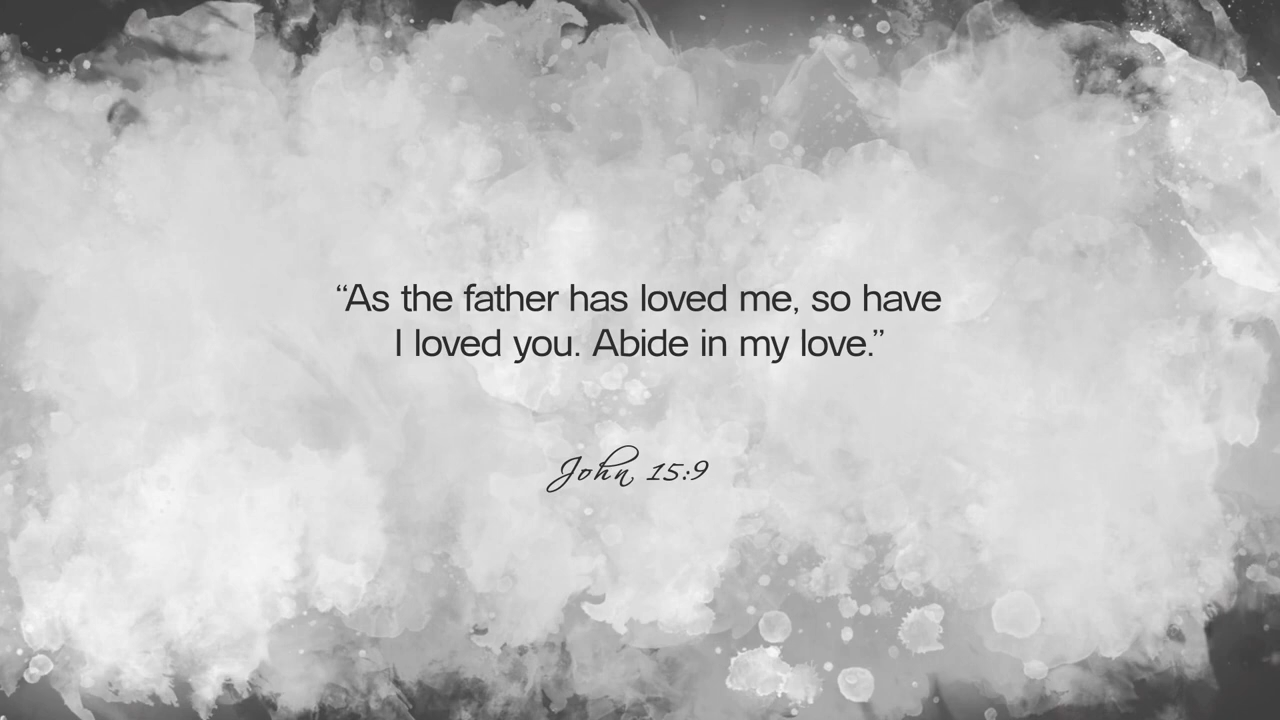 “As the father has loved me, so have
I loved you. Abide in my love.”
John 15:9